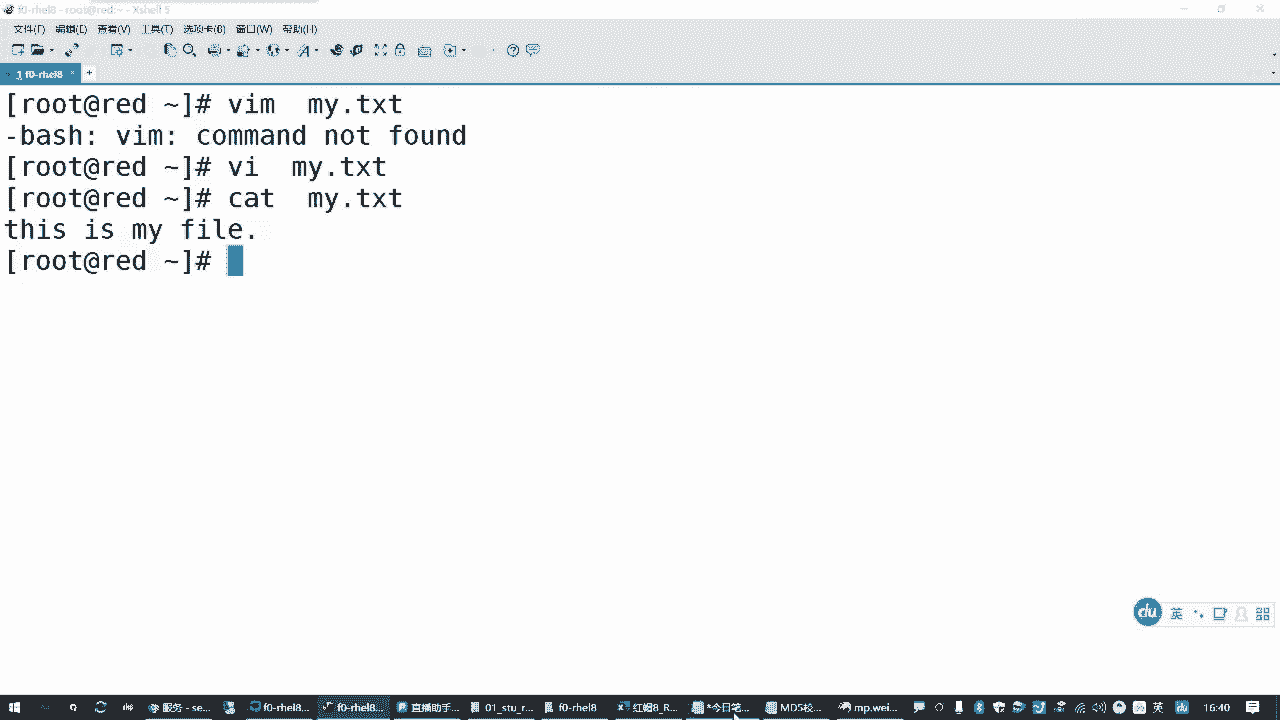 f0-rhel8 - root@red:~ - Xshell 5
文件(F) 编辑(E) 查看(V) 工具(T) 选项卡(B) 窗口(W) 帮助(H)
1 f0-rhel8 × +
[root@red ~]# vim  my.txt
-bash: vim: command not found
[root@red ~]# vi  my.txt
[root@red ~]# cat  my.txt
this is my file.
[root@red ~]#
du 英
服务 - se... f0-rhel8... f0-rhel8... 直播助手... 01_stu_r... f0-rhel8 红帽8_R... *今日笔... MD5校... mp.wei... 英 du 16:40